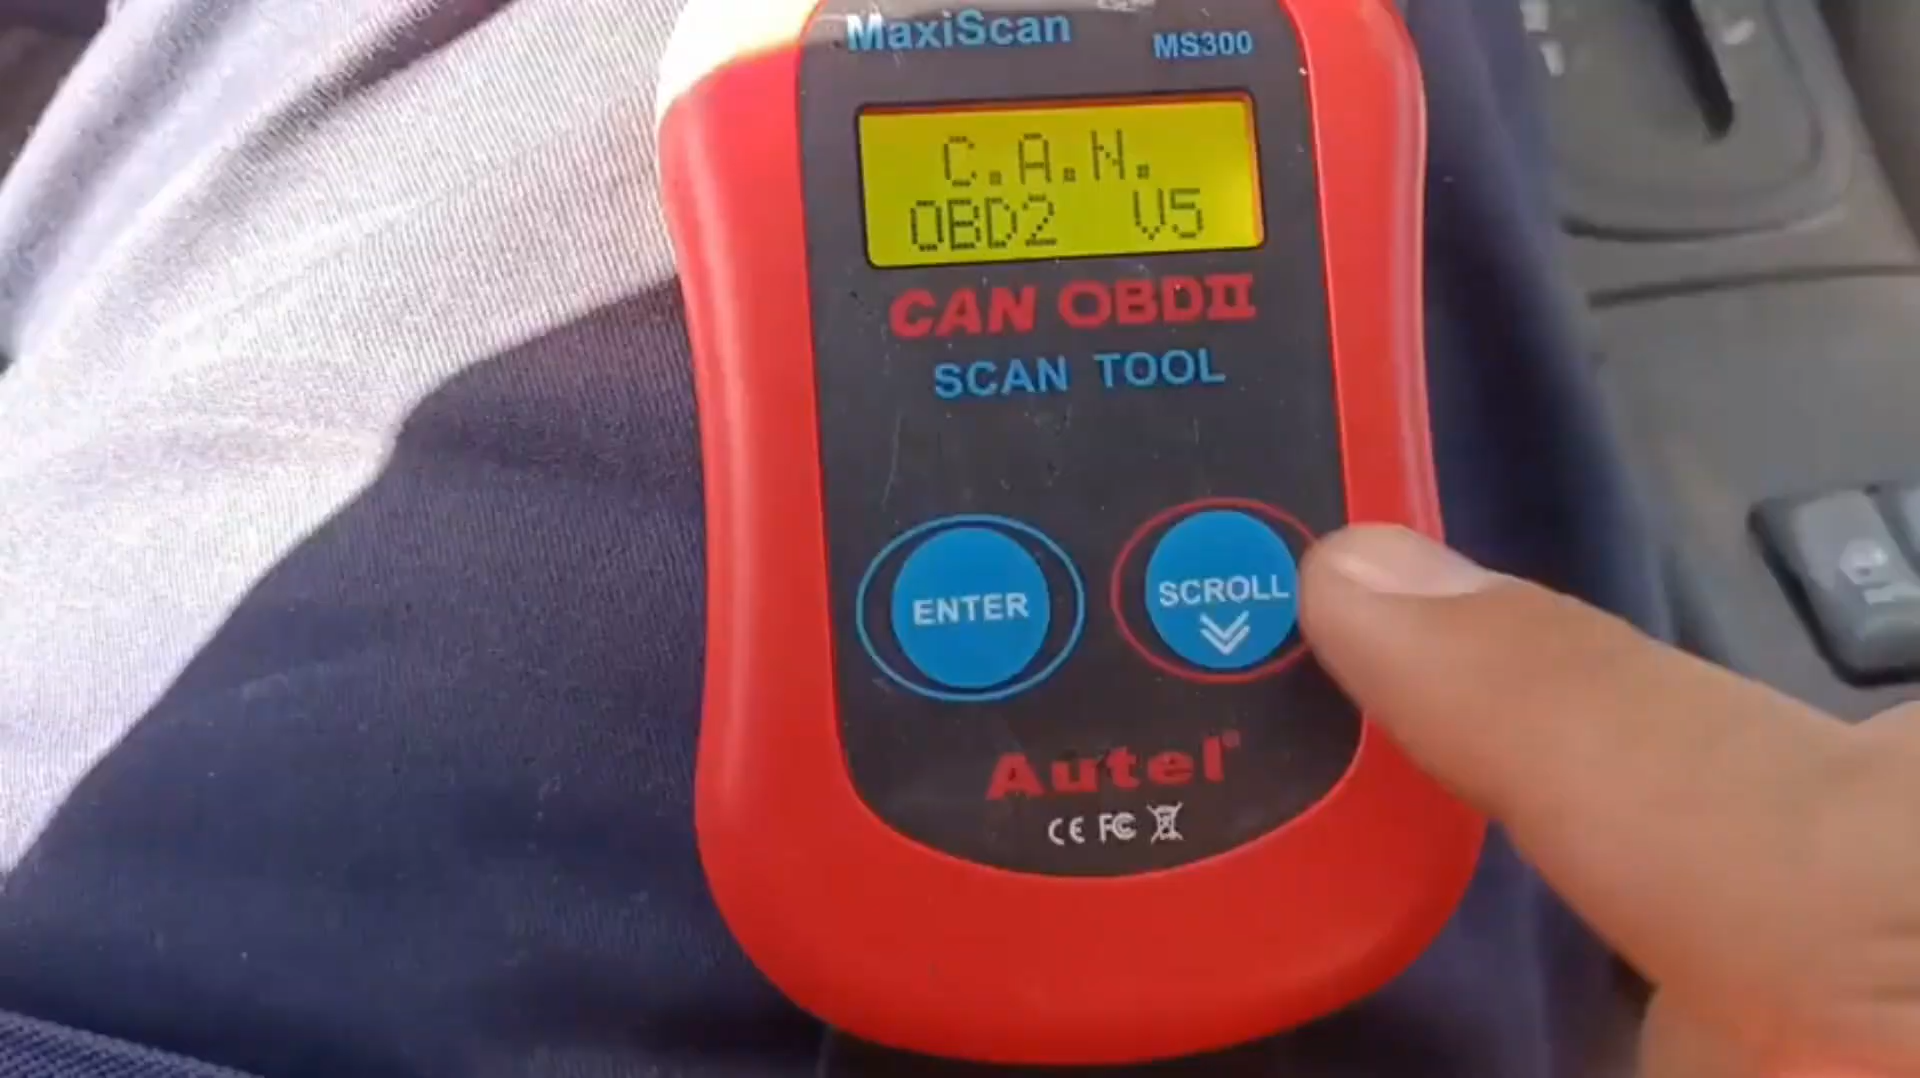 MaxiScan
MS300
C.A.N.
OBD2 V5
CAN OBDII
SCAN TOOL
ENTER
SCROLL
Autel®
CE FC